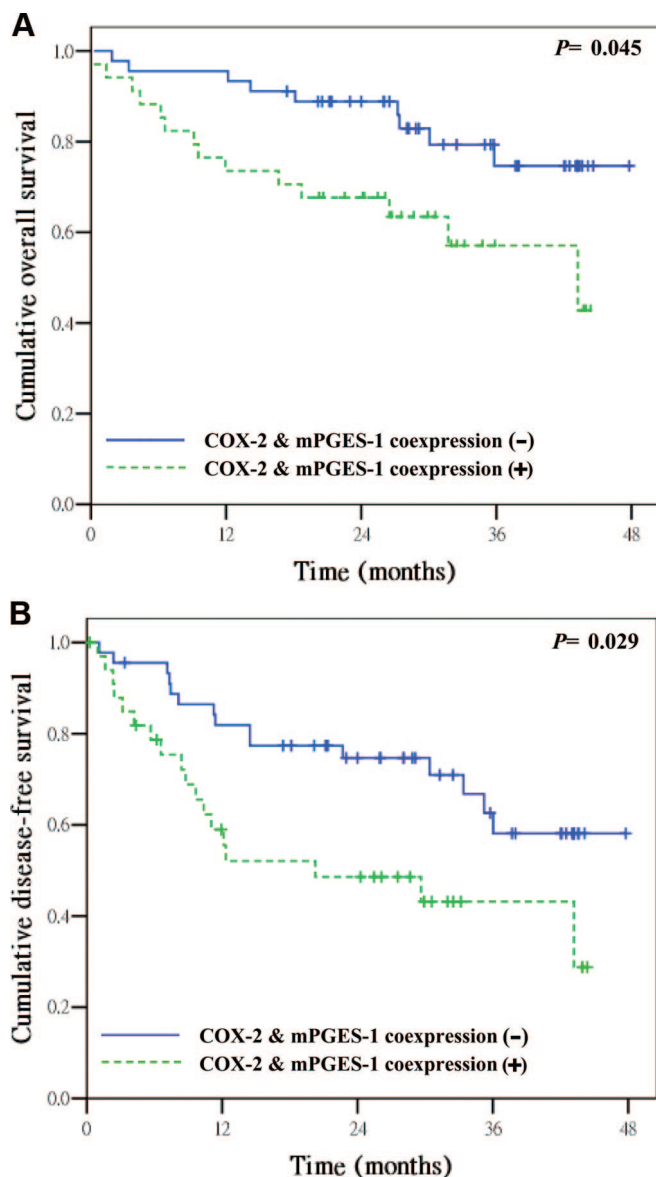 A
P= 0.045
Cumulative overall survival
1.0
0.8
0.6
0.4
0.2
0.0
COX-2 & mPGES-1 coexpression (−)
COX-2 & mPGES-1 coexpression (+)
0 12 24 36 48
Time (months)
B
P= 0.029
Cumulative disease-free survival
1.0
0.8
0.6
0.4
0.2
0.0
COX-2 & mPGES-1 coexpression (−)
COX-2 & mPGES-1 coexpression (+)
0 12 24 36 48
Time (months)